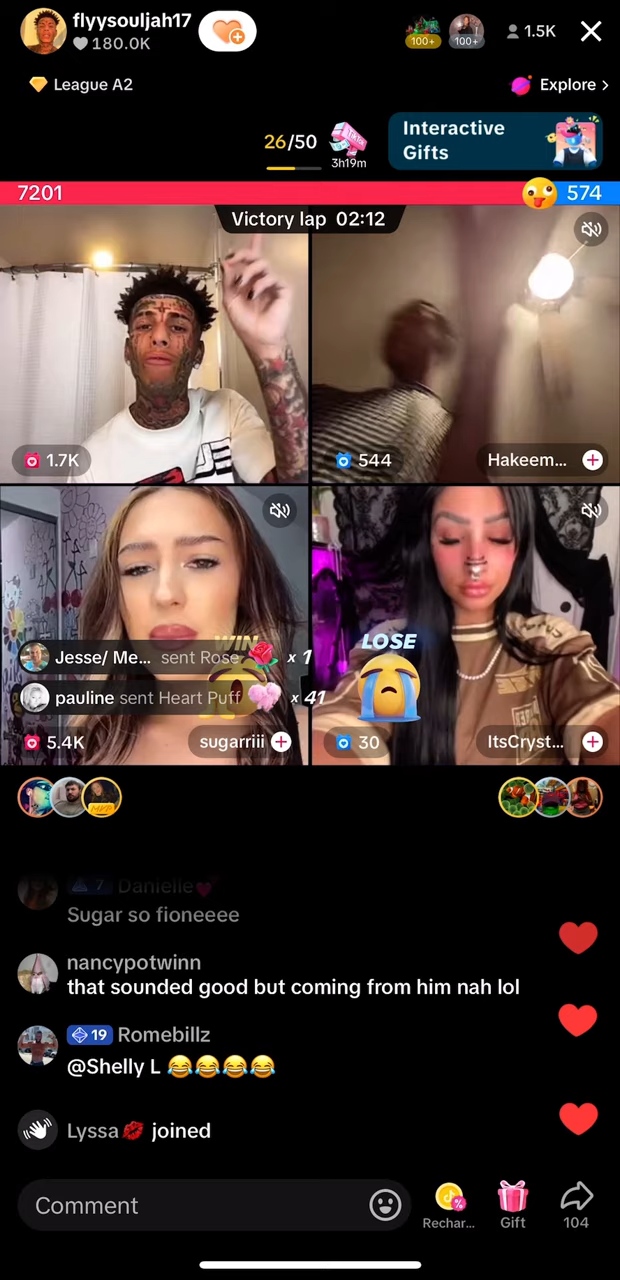 flyysouljah17
180.0K
100+
100+
1.5K
League A2
Explore >
26/50
3h19m
Interactive
Gifts
7201
574
Victory lap 02:12
1.7K
544
Hakeem...
WIN
LOSE
Jesse/ Me... sent Rose x 1
pauline sent Heart Puff x 41
5.4K
sugarriii
30
ItsCryst...
7 Danielle
Sugar so fioneeee
nancypotwinn
that sounded good but coming from him nah lol
19 Romebillz
@Shelly L 😂😂😂😂
Lyssa💋 joined
Comment
Rechar...
Gift
104